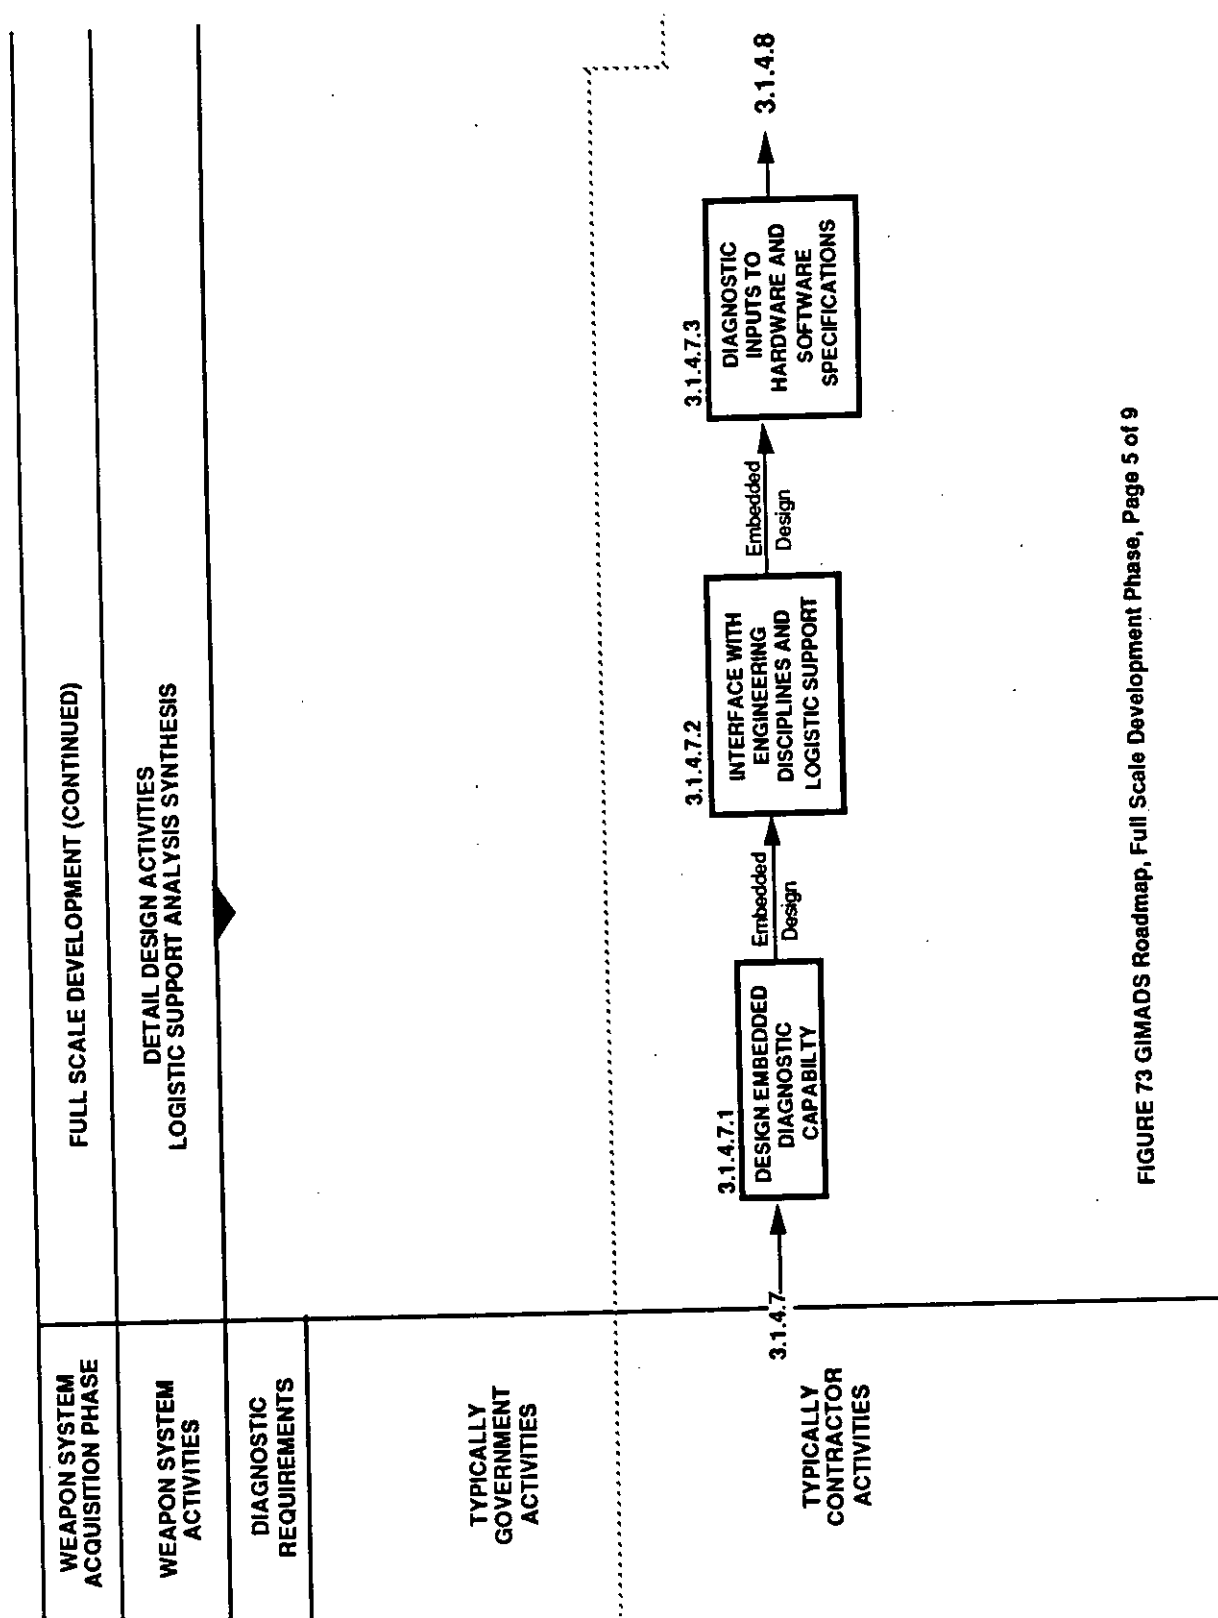 WEAPON SYSTEM
ACQUISITION PHASE
FULL SCALE DEVELOPMENT (CONTINUED)
WEAPON SYSTEM
ACTIVITIES
DETAIL DESIGN ACTIVITIES
LOGISTIC SUPPORT ANALYSIS SYNTHESIS
DIAGNOSTIC
REQUIREMENTS
TYPICALLY
GOVERNMENT
ACTIVITIES
TYPICALLY
CONTRACTOR
ACTIVITIES
3.1.4.7
3.1.4.7.1
DESIGN EMBEDDED
DIAGNOSTIC
CAPABILTY
Embedded
Design
3.1.4.7.2
INTERFACE WITH
ENGINEERING
DISCIPLINES AND
LOGISTIC SUPPORT
Embedded
Design
3.1.4.7.3
DIAGNOSTIC
INPUTS TO
HARDWARE AND
SOFTWARE
SPECIFICATIONS
3.1.4.8
FIGURE 73 GIMADS Roadmap, Full Scale Development Phase, Page 5 of 9